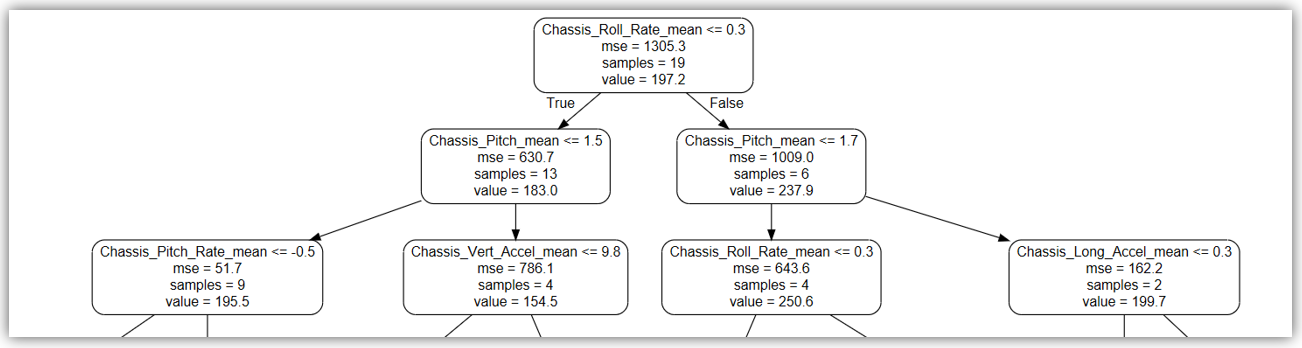 Chassis_Roll_Rate_mean <= 0.3
mse = 1305.3
samples = 19
value = 197.2
True
False
Chassis_Pitch_mean <= 1.5
mse = 630.7
samples = 13
value = 183.0
Chassis_Pitch_mean <= 1.7
mse = 1009.0
samples = 6
value = 237.9
Chassis_Pitch_Rate_mean <= -0.5
mse = 51.7
samples = 9
value = 195.5
Chassis_Vert_Accel_mean <= 9.8
mse = 786.1
samples = 4
value = 154.5
Chassis_Roll_Rate_mean <= 0.3
mse = 643.6
samples = 4
value = 250.6
Chassis_Long_Accel_mean <= 0.3
mse = 162.2
samples = 2
value = 199.7